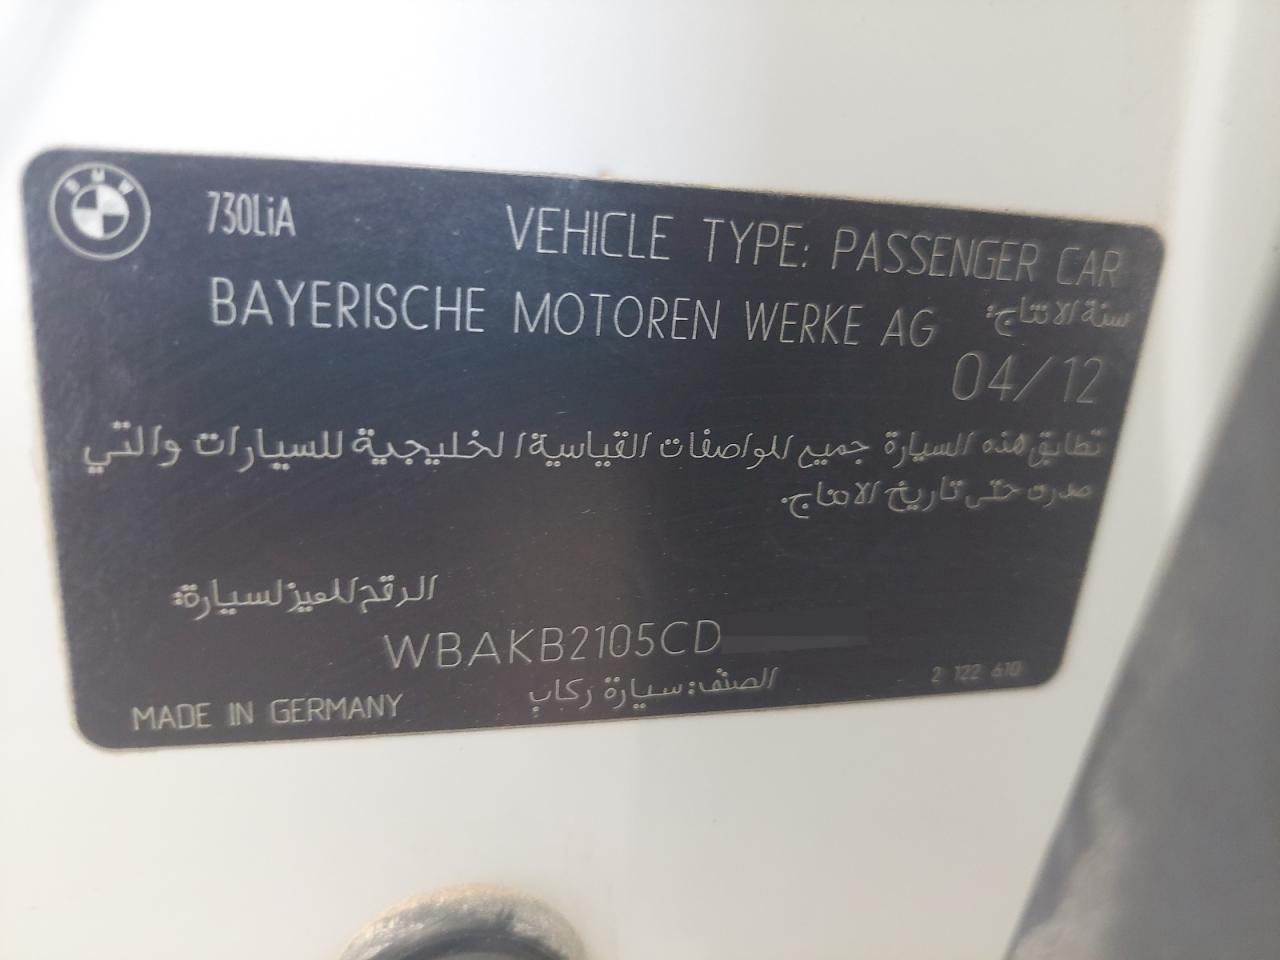 BMW
730LiA
VEHICLE TYPE: PASSENGER CAR
BAYERISCHE MOTOREN WERKE AG
سنة الانتاج:
04/12
تطابق هذه السيارة جميع المواصفات القياسية الخليجية للسيارات والتي
صدرت حتى تاريخ الانتاج.
الرقم المميز لسيارة:
WBAKB2105CD
الصنف: سيارة ركاب
2 122 610
MADE IN GERMANY